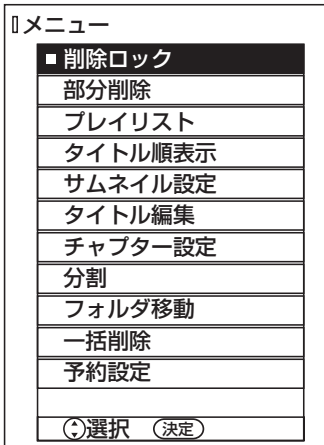 メニュー
削除ロック
部分削除
プレイリスト
タイトル順表示
サムネイル設定
タイトル編集
チャプター設定
分割
フォルダ移動
一括削除
予約設定
選択 決定